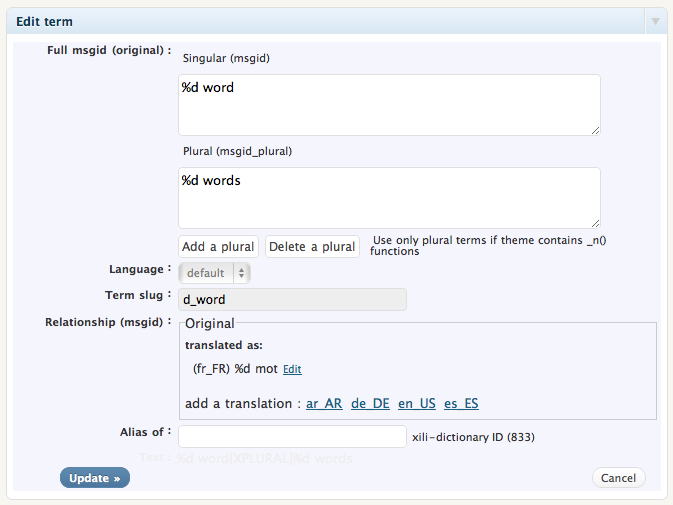 Edit term
Full msgid (original) :
Singular (msgid)
%d word
Plural (msgid_plural)
%d words
Add a plural Delete a plural Use only plural terms if theme contains _n()
functions
Language : default
Term slug : d_word
Relationship (msgid) : Original
translated as:
(fr_FR) %d mot Edit
add a translation : ar_AR de_DE en_US es_ES
Alias of : xili-dictionary ID (833)
Text : %d word[XPLURAL]%d words
Update » Cancel